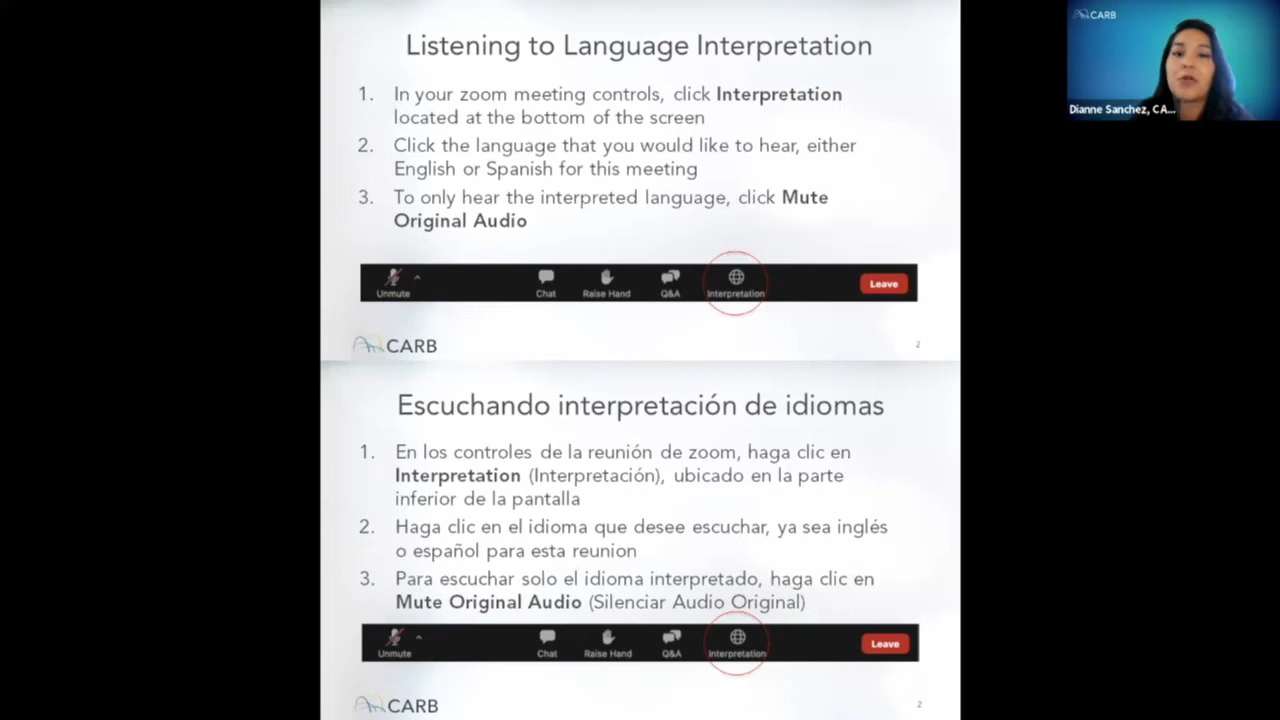 Listening to Language Interpretation
1. In your zoom meeting controls, click Interpretation
located at the bottom of the screen
2. Click the language that you would like to hear, either
English or Spanish for this meeting
3. To only hear the interpreted language, click Mute
Original Audio
Unmute Chat Raise Hand Q&A Interpretation Leave
CARB 2
Escuchando interpretación de idiomas
1. En los controles de la reunión de zoom, haga clic en
Interpretation (Interpretación), ubicado en la parte
inferior de la pantalla
2. Haga clic en el idioma que desee escuchar, ya sea inglés
o español para esta reunion
3. Para escuchar solo el idioma interpretado, haga clic en
Mute Original Audio (Silenciar Audio Original)
Unmute Chat Raise Hand Q&A Interpretation Leave
CARB 2
CARB
Dianne Sanchez, CA...